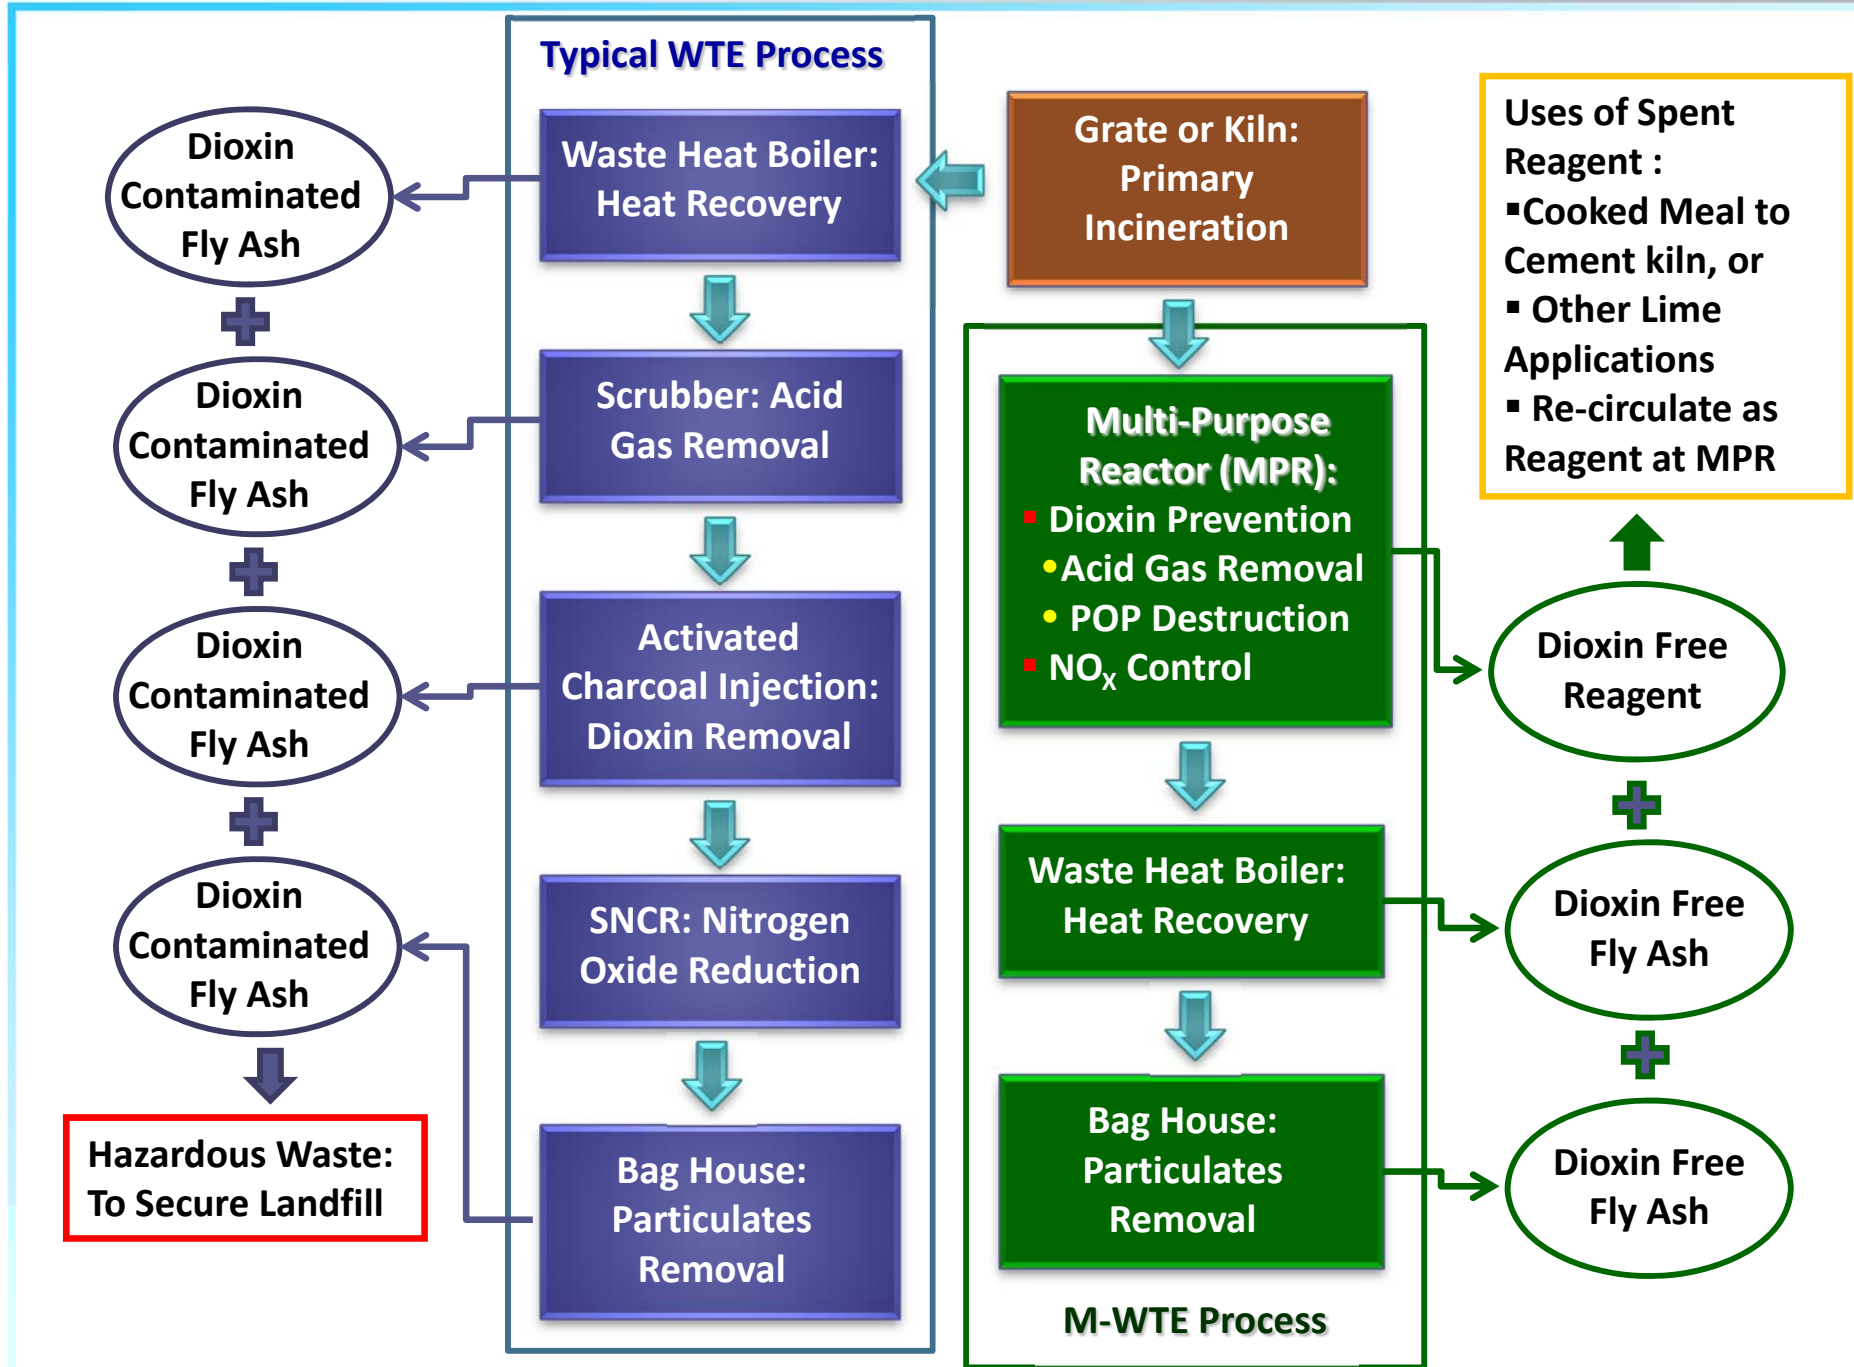 Typical WTE Process
Waste Heat Boiler:
Heat Recovery
Scrubber: Acid
Gas Removal
Activated
Charcoal Injection:
Dioxin Removal
SNCR: Nitrogen
Oxide Reduction
Bag House:
Particulates
Removal
Dioxin
Contaminated
Fly Ash
Dioxin
Contaminated
Fly Ash
Dioxin
Contaminated
Fly Ash
Dioxin
Contaminated
Fly Ash
Hazardous Waste:
To Secure Landfill
Grate or Kiln:
Primary
Incineration
Multi-Purpose
Reactor (MPR):
▪ Dioxin Prevention
•Acid Gas Removal
• POP Destruction
▪ NOₓ Control
Waste Heat Boiler:
Heat Recovery
Bag House:
Particulates
Removal
M-WTE Process
Uses of Spent
Reagent :
▪Cooked Meal to
Cement kiln, or
▪ Other Lime
Applications
▪ Re-circulate as
Reagent at MPR
Dioxin Free
Reagent
Dioxin Free
Fly Ash
Dioxin Free
Fly Ash